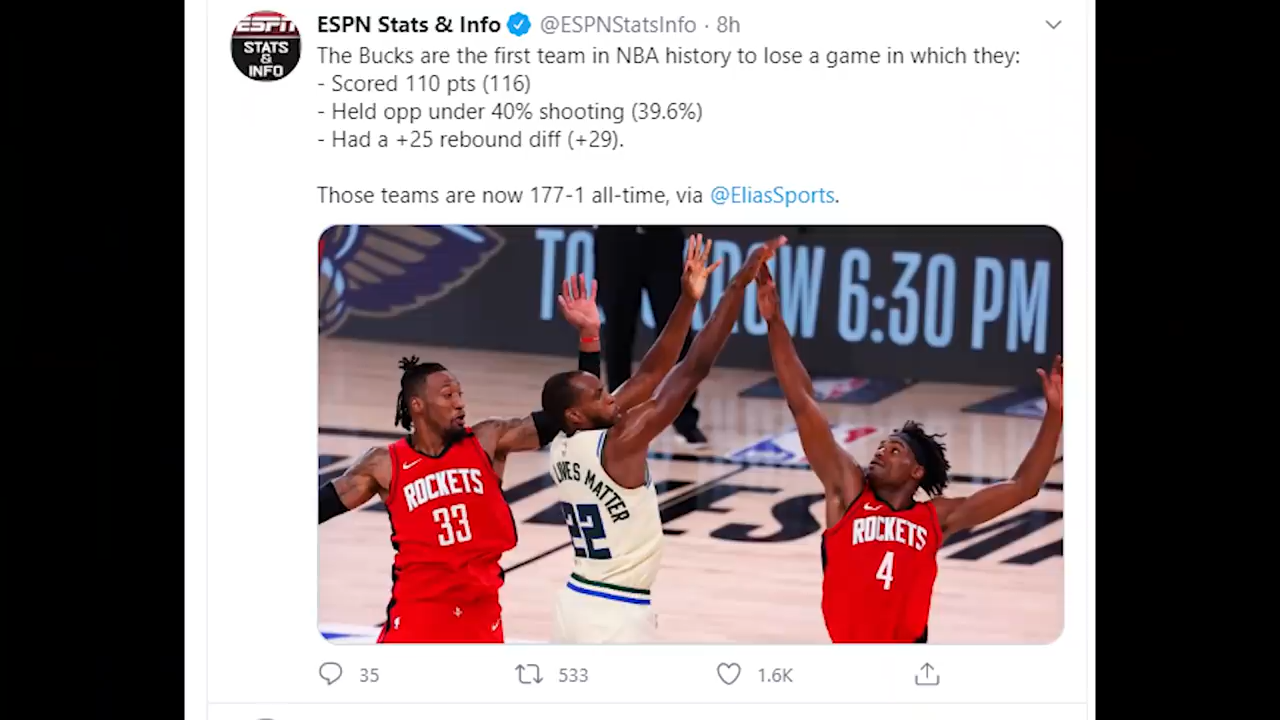 ESPN Stats & Info @ESPNStatsInfo · 8h
ESPN
STATS
&
INFO
The Bucks are the first team in NBA history to lose a game in which they:
- Scored 110 pts (116)
- Held opp under 40% shooting (39.6%)
- Had a +25 rebound diff (+29).
Those teams are now 177-1 all-time, via @EliasSports.
6:30 PM
ROCKETS
33
LIVES MATTER
22
ROCKETS
4
35 533 1.6K